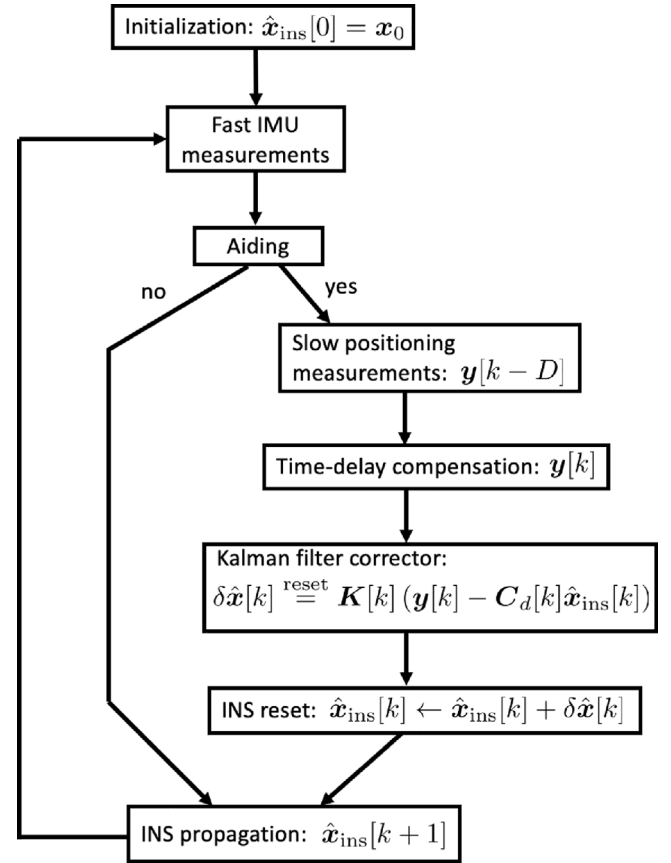 Initialization: x̂_ins[0] = x_0
Fast IMU
measurements
Aiding
no
yes
Slow positioning
measurements: y[k − D]
Time-delay compensation: y[k]
Kalman filter corrector:
δx̂[k] =^reset K[k] (y[k] − C_d[k]x̂_ins[k])
INS reset: x̂_ins[k] ← x̂_ins[k] + δx̂[k]
INS propagation: x̂_ins[k + 1]